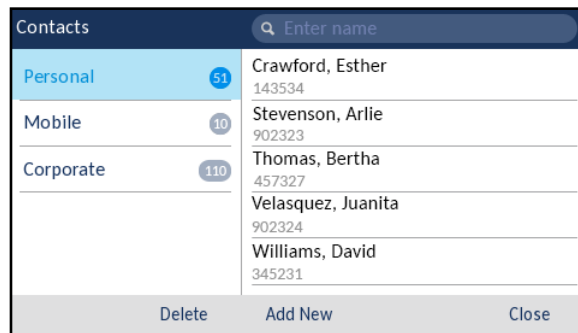 Contacts
Enter name
Personal 51
Mobile 10
Corporate 110
Crawford, Esther
143534
Stevenson, Arlie
902323
Thomas, Bertha
457327
Velasquez, Juanita
902324
Williams, David
345231
Delete Add New Close